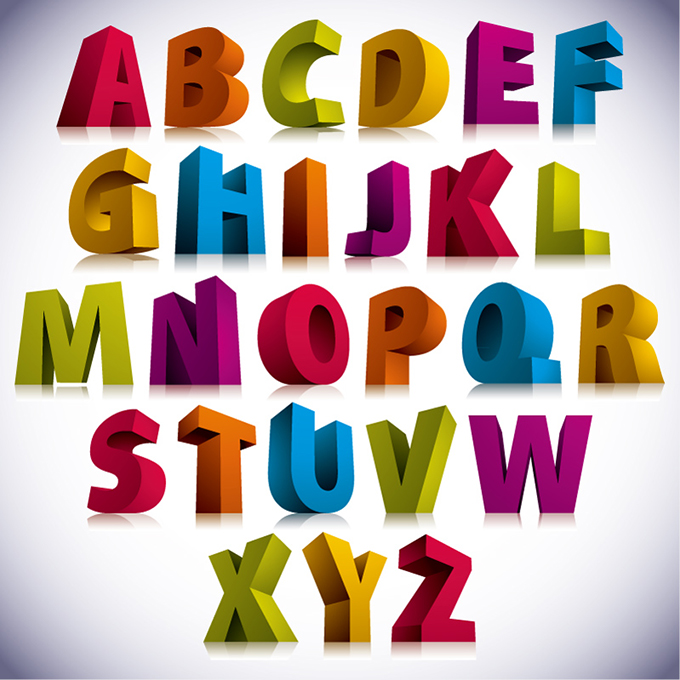 ABCDEF
GHIJKL
MNOPQR
STUVW
XYZ